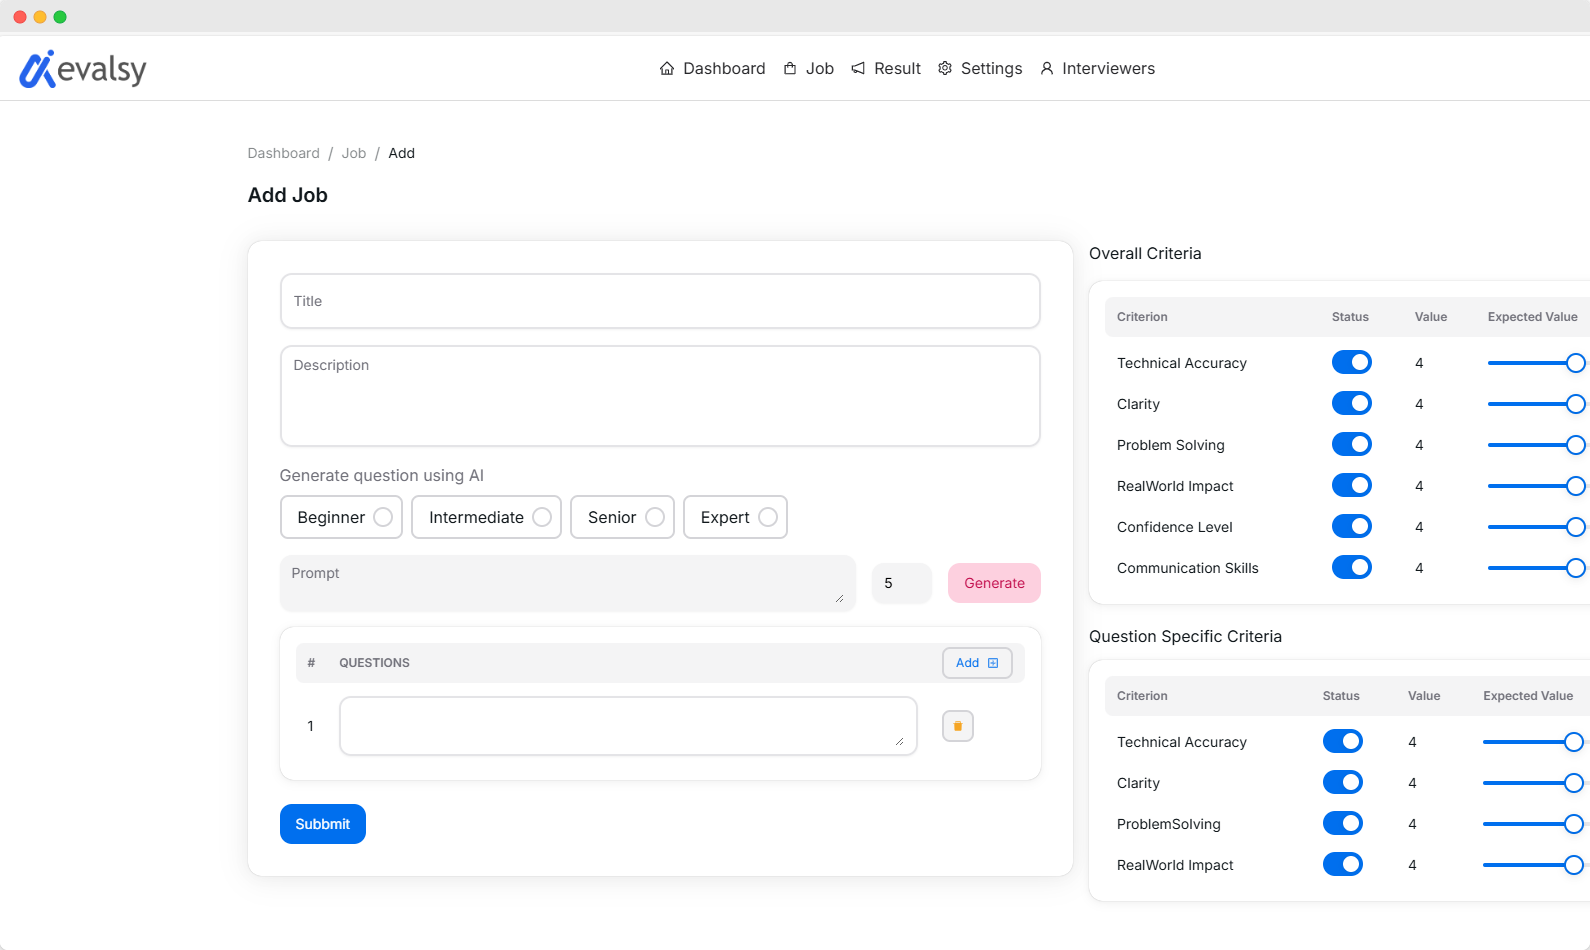 evalsy
Dashboard Job Result Settings Interviewers
Dashboard / Job / Add
Add Job
Title
Description
Generate question using AI
Beginner Intermediate Senior Expert
Prompt 5 Generate
# QUESTIONS Add
1
Subbmit
Overall Criteria
Criterion Status Value Expected Value
Technical Accuracy 4
Clarity 4
Problem Solving 4
RealWorld Impact 4
Confidence Level 4
Communication Skills 4
Question Specific Criteria
Criterion Status Value Expected Value
Technical Accuracy 4
Clarity 4
ProblemSolving 4
RealWorld Impact 4